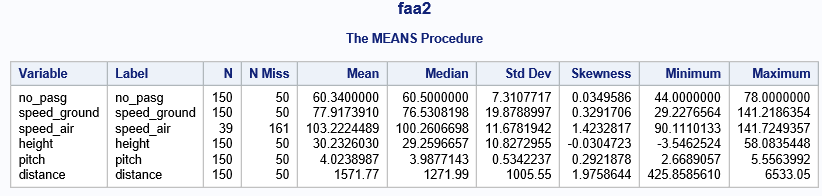 faa2
The MEANS Procedure
Variable Label N N Miss Mean Median Std Dev Skewness Minimum Maximum
no_pasg no_pasg 150 50 60.3400000 60.5000000 7.3107717 0.0349586 44.0000000 78.0000000
speed_ground speed_ground 150 50 77.9173910 76.5308198 19.8788997 0.3291706 29.2276564 141.2186354
speed_air speed_air 39 161 103.2224489 100.2606698 11.6781942 1.4232817 90.1110133 141.7249357
height height 150 50 30.2326030 29.2596657 10.8272955 -0.0304723 -3.5462524 58.0835448
pitch pitch 150 50 4.0238987 3.9877143 0.5342237 0.2921878 2.6689057 5.5563992
distance distance 150 50 1571.77 1271.99 1005.55 1.9758644 425.8585610 6533.05